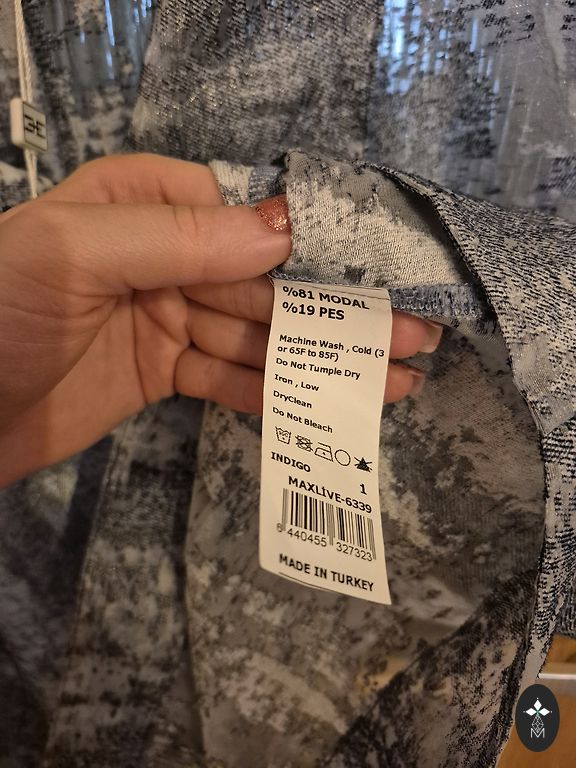 %81 MODAL
%19 PES
Machine Wash , Cold (3
or 65F to 85F)
Do Not Tumple Dry
Iron , Low
DryClean
Do Not Bleach
INDIGO
1
MAXLİVE-6339
6 440455 327323
MADE IN TURKEY
M